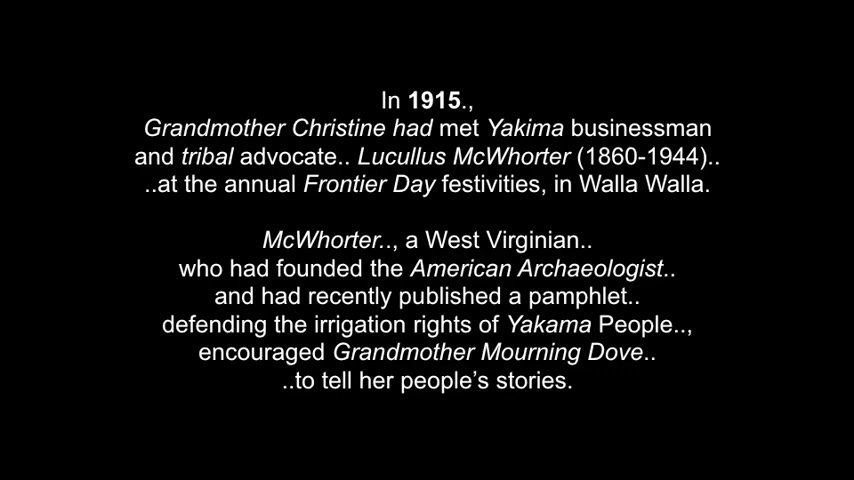 In 1915.,
Grandmother Christine had met Yakima businessman
and tribal advocate.. Lucullus McWhorter (1860-1944)..
..at the annual Frontier Day festivities, in Walla Walla.
McWhorter.., a West Virginian..
who had founded the American Archaeologist..
and had recently published a pamphlet..
defending the irrigation rights of Yakama People..,
encouraged Grandmother Mourning Dove..
..to tell her people’s stories.